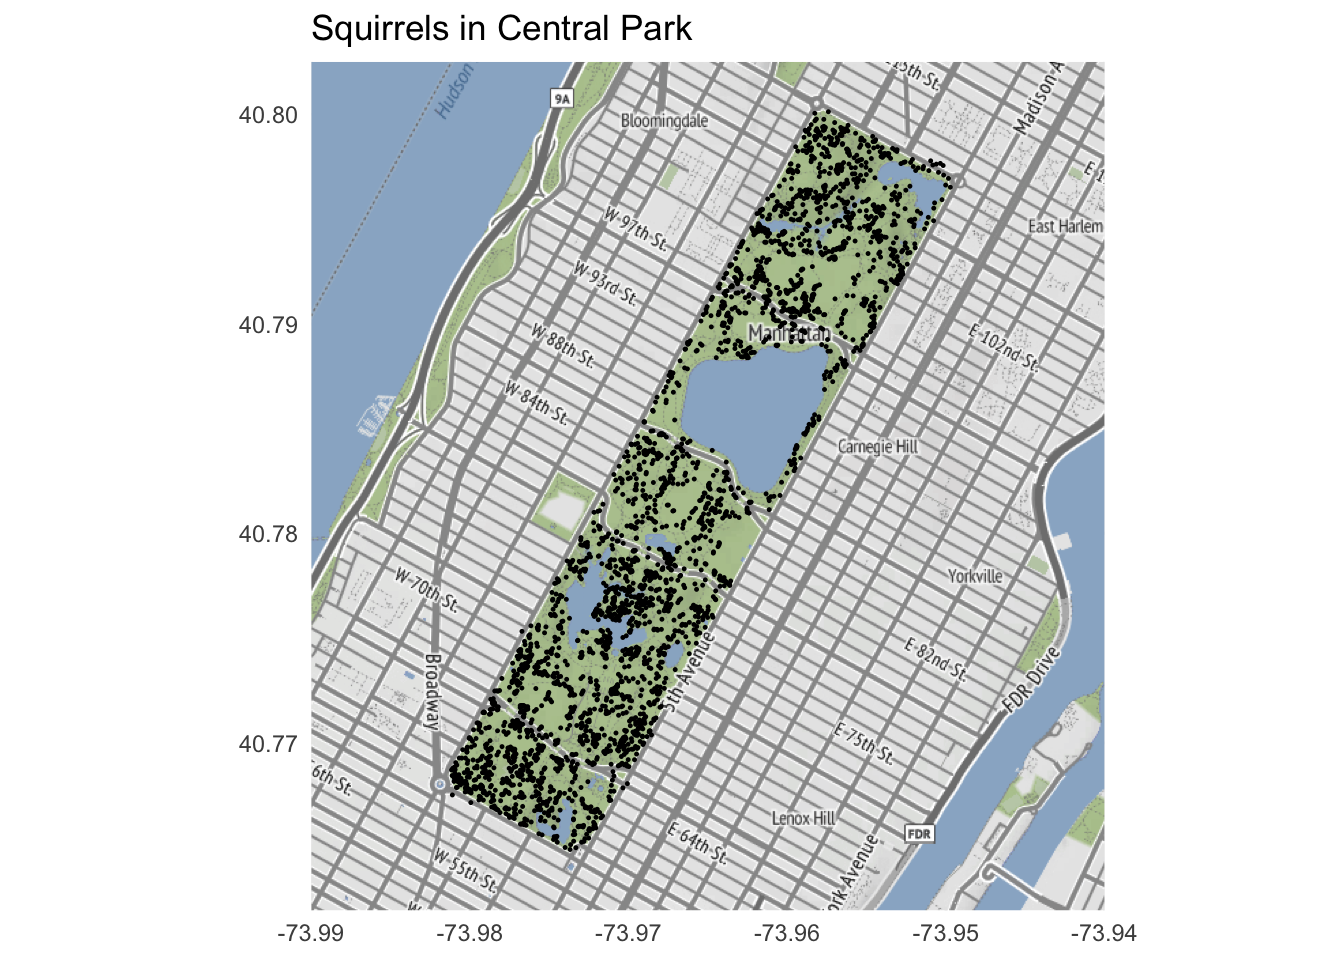 Squirrels in Central Park
40.80
40.79
40.78
40.77
-73.99
-73.98
-73.97
-73.96
-73.95
-73.94
Hudson
9A
Bloomingdale
15th St.
Madison A
E-1
East Harlem
W-97th-St.
W-93rd-St.
Manhattan
W-88th-St.
E-102nd-St.
W-84th-St.
Carnegie Hill
W-70th-St.
Yorkville
E-82nd-St.
5th-Avenue
FDR-Drive
Broadway
E-75th-St.
6th-St.
Lenox Hill
FDR
E-64th-St.
W-55th-St.
ork Avenue
W